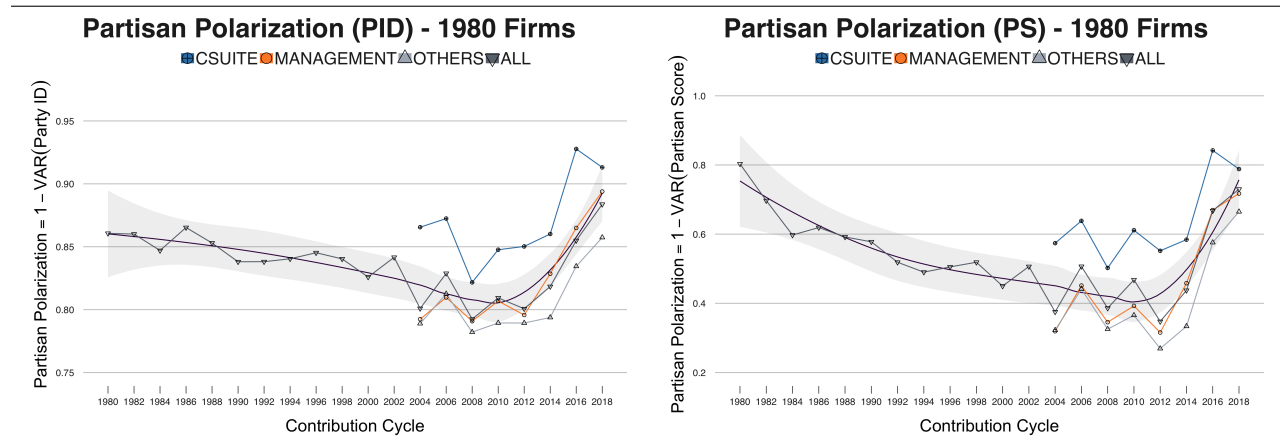 Partisan Polarization (PID) - 1980 Firms
CSUITE MANAGEMENT OTHERS ALL
Partisan Polarization = 1 − VAR(Party ID)
0.95
0.90
0.85
0.80
0.75
1980 1982 1984 1986 1988 1990 1992 1994 1996 1998 2000 2002 2004 2006 2008 2010 2012 2014 2016 2018
Contribution Cycle
Partisan Polarization (PS) - 1980 Firms
CSUITE MANAGEMENT OTHERS ALL
Partisan Polarization = 1 − VAR(Partisan Score)
1.0
0.8
0.6
0.4
0.2
1980 1982 1984 1986 1988 1990 1992 1994 1996 1998 2000 2002 2004 2006 2008 2010 2012 2014 2016 2018
Contribution Cycle